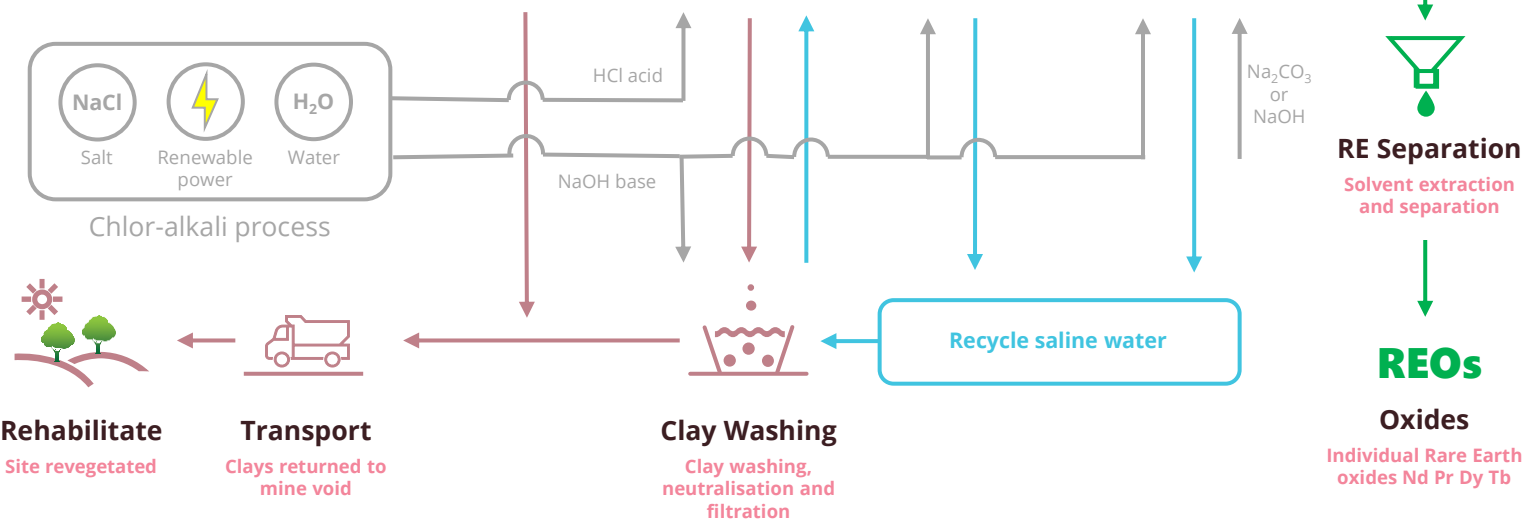 NaCl
Salt
Renewable
power
H₂O
Water
Chlor-alkali process
HCl acid
NaOH base
Na₂CO₃
or
NaOH
RE Separation
Solvent extraction
and separation
Recycle saline water
REOs
Rehabilitate
Site revegetated
Transport
Clays returned to
mine void
Clay Washing
Clay washing,
neutralisation and
filtration
Oxides
Individual Rare Earth
oxides Nd Pr Dy Tb